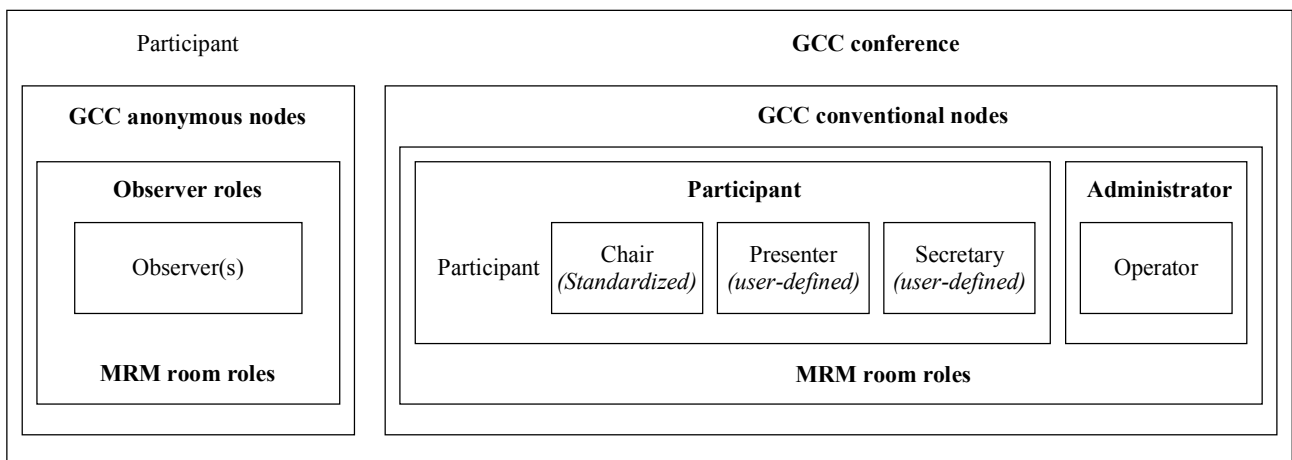 Participant
GCC conference
GCC anonymous nodes
Observer roles
Observer(s)
MRM room roles
GCC conventional nodes
Participant
Participant
Chair
(Standardized)
Presenter
(user-defined)
Secretary
(user-defined)
Administrator
Operator
MRM room roles